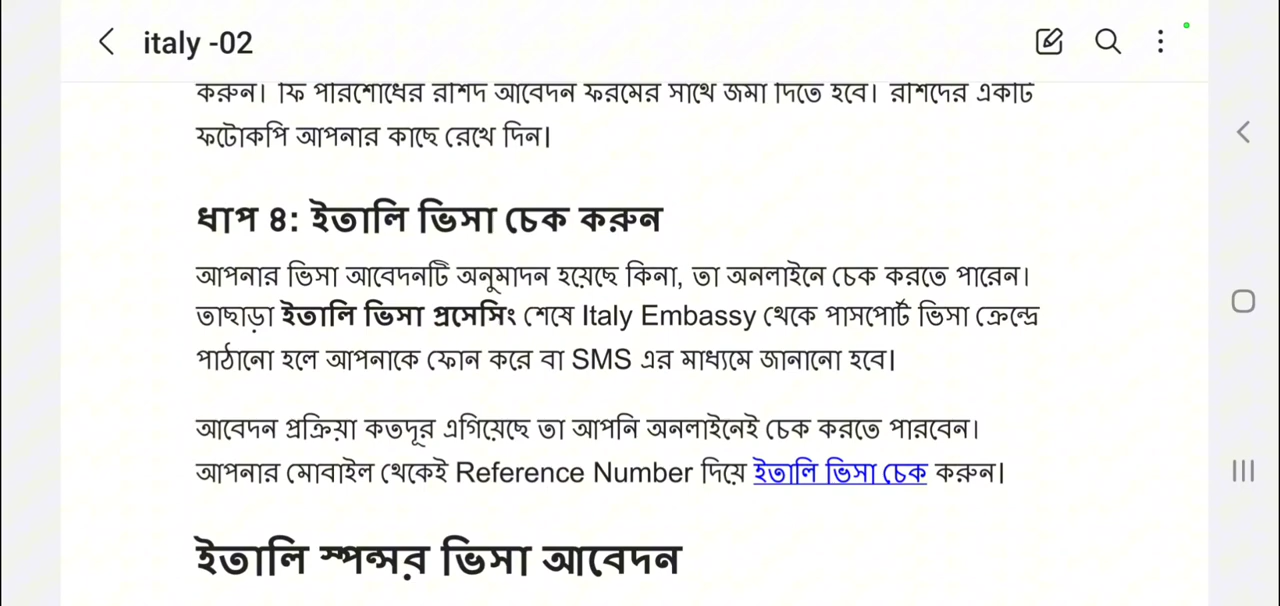 italy -02
করুন। ফি পরিশোধের রশিদ আবেদন ফরমের সাথে জমা দিতে হবে। রশিদের একটি
ফটোকপি আপনার কাছে রেখে দিন।
ধাপ ৪: ইতালি ভিসা চেক করুন
আপনার ভিসা আবেদনটি অনুমাদন হয়েছে কিনা, তা অনলাইনে চেক করতে পারেন।
তাছাড়া ইতালি ভিসা প্রসেসিং শেষে Italy Embassy থেকে পাসপোর্ট ভিসা ক্রেন্দ্রে
পাঠানো হলে আপনাকে ফোন করে বা SMS এর মাধ্যমে জানানো হবে।
আবেদন প্রক্রিয়া কতদূর এগিয়েছে তা আপনি অনলাইনেই চেক করতে পারবেন।
আপনার মোবাইল থেকেই Reference Number দিয়ে ইতালি ভিসা চেক করুন।
ইতালি স্পন্সর ভিসা আবেদন